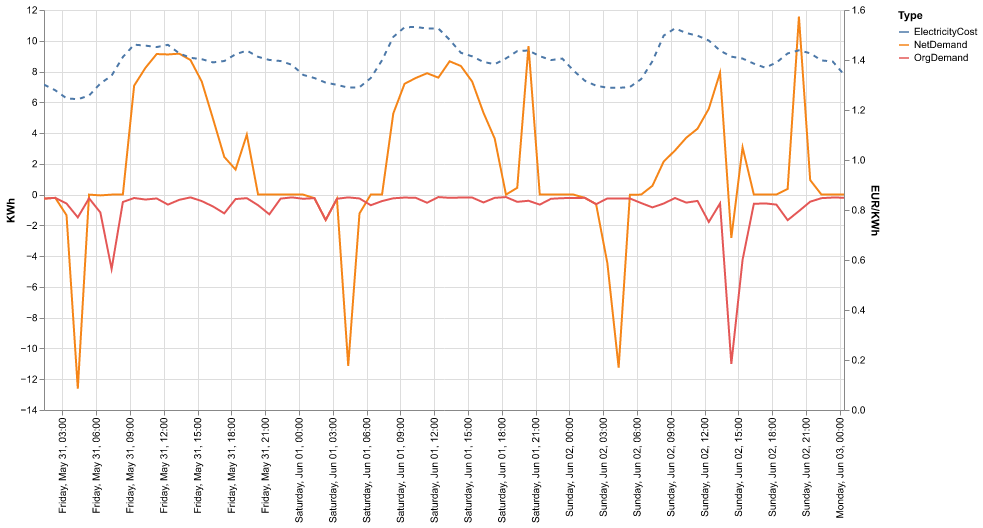 12
10
8
6
4
2
0
−2
−4
−6
−8
−10
−12
−14
KWh
1.6
1.4
1.2
1.0
0.8
0.6
0.4
0.2
0.0
EUR/KWh
Type
ElectricityCost
NetDemand
OrgDemand
Friday, May 31, 03:00
Friday, May 31, 06:00
Friday, May 31, 09:00
Friday, May 31, 12:00
Friday, May 31, 15:00
Friday, May 31, 18:00
Friday, May 31, 21:00
Saturday, Jun 01, 00:00
Saturday, Jun 01, 03:00
Saturday, Jun 01, 06:00
Saturday, Jun 01, 09:00
Saturday, Jun 01, 12:00
Saturday, Jun 01, 15:00
Saturday, Jun 01, 18:00
Saturday, Jun 01, 21:00
Sunday, Jun 02, 00:00
Sunday, Jun 02, 03:00
Sunday, Jun 02, 06:00
Sunday, Jun 02, 09:00
Sunday, Jun 02, 12:00
Sunday, Jun 02, 15:00
Sunday, Jun 02, 18:00
Sunday, Jun 02, 21:00
Monday, Jun 03, 00:00